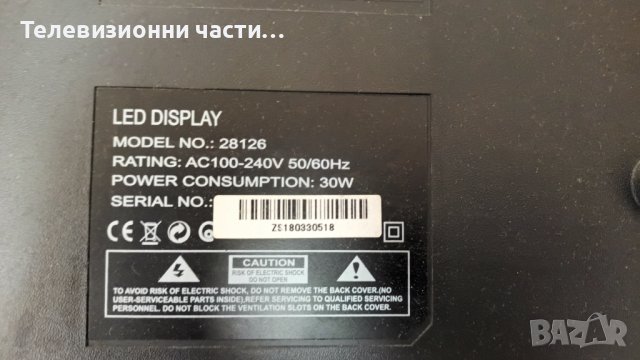 Телевизионни части...
LED DISPLAY
MODEL NO.: 28126
RATING: AC100-240V 50/60Hz
POWER CONSUMPTION: 30W
SERIAL NO.:
ZS180330518
CE
CAUTION
RISK OF ELECTRIC SHOCK
DO NOT OPEN
TO AVOID RISK OF ELECTRIC SHOCK, DO NOT REMOVE THE BACK COVER.(NO
USER-SERVICEABLE PARTS INSIDE),REFER SERVICING TO QUALIFIED SERVICING
PERSONNEL. DO NOT BLOCK THE VENTILATION SLOTS ON THE BACK COVER.
BAZAR
bg